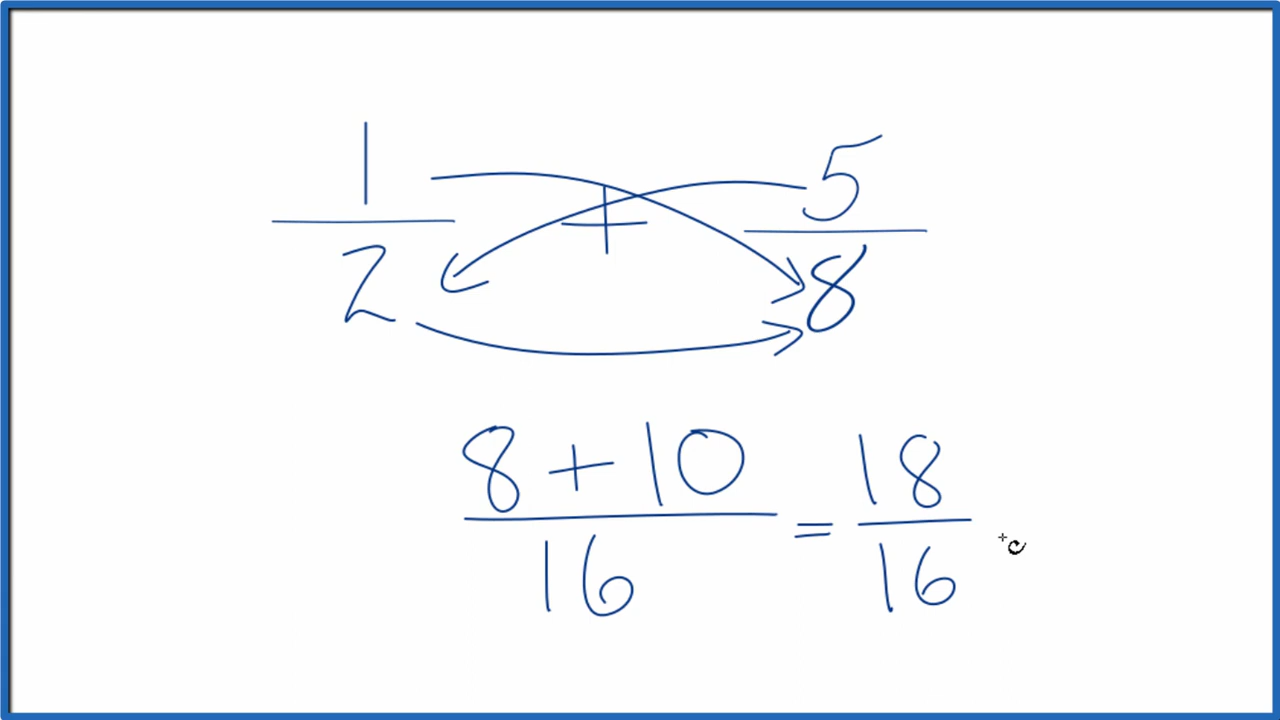 1/2 + 5/8
(8 + 10)/16 = 18/16